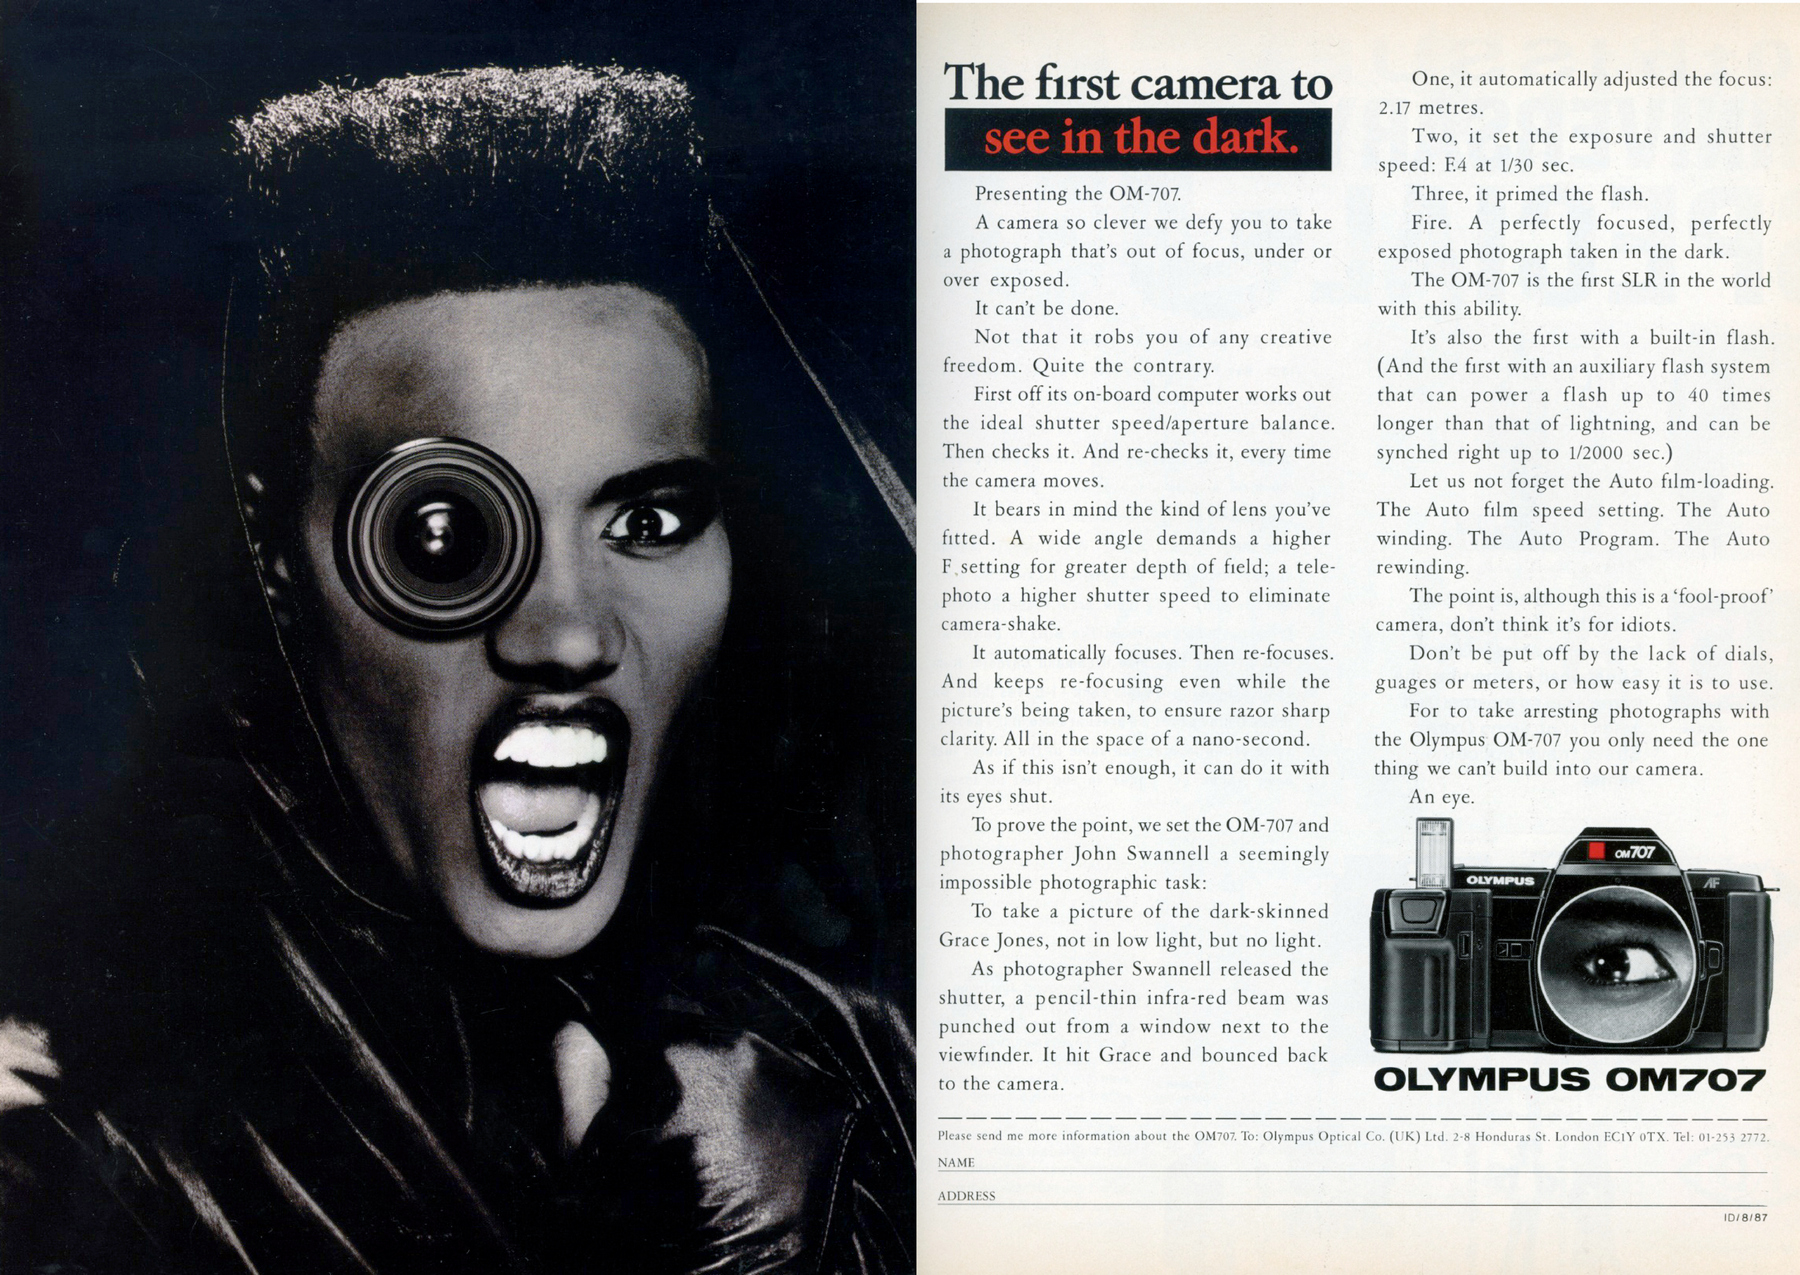 The first camera to
see in the dark.
Presenting the OM-707.
A camera so clever we defy you to take
a photograph that's out of focus, under or
over exposed.
It can't be done.
Not that it robs you of any creative
freedom. Quite the contrary.
First off its on-board computer works out
the ideal shutter speed/aperture balance.
Then checks it. And re-checks it, every time
the camera moves.
It bears in mind the kind of lens you've
fitted. A wide angle demands a higher
F.setting for greater depth of field; a tele-
photo a higher shutter speed to eliminate
camera-shake.
It automatically focuses. Then re-focuses.
And keeps re-focusing even while the
picture's being taken, to ensure razor sharp
clarity. All in the space of a nano-second.
As if this isn't enough, it can do it with
its eyes shut.
To prove the point, we set the OM-707 and
photographer John Swannell a seemingly
impossible photographic task:
To take a picture of the dark-skinned
Grace Jones, not in low light, but no light.
As photographer Swannell released the
shutter, a pencil-thin infra-red beam was
punched out from a window next to the
viewfinder. It hit Grace and bounced back
to the camera.
One, it automatically adjusted the focus:
2.17 metres.
Two, it set the exposure and shutter
speed: F.4 at 1/30 sec.
Three, it primed the flash.
Fire. A perfectly focused, perfectly
exposed photograph taken in the dark.
The OM-707 is the first SLR in the world
with this ability.
It's also the first with a built-in flash.
(And the first with an auxiliary flash system
that can power a flash up to 40 times
longer than that of lightning, and can be
synched right up to 1/2000 sec.)
Let us not forget the Auto film-loading.
The Auto film speed setting. The Auto
winding. The Auto Program. The Auto
rewinding.
The point is, although this is a 'fool-proof'
camera, don't think it's for idiots.
Don't be put off by the lack of dials,
guages or meters, or how easy it is to use.
For to take arresting photographs with
the Olympus OM-707 you only need the one
thing we can't build into our camera.
An eye.
OM707
OLYMPUS
AF
OLYMPUS OM707
Please send me more information about the OM707. To: Olympus Optical Co. (UK) Ltd. 2-8 Honduras St. London EC1Y 0TX. Tel: 01-253 2772.
NAME
ADDRESS
ID/8/87